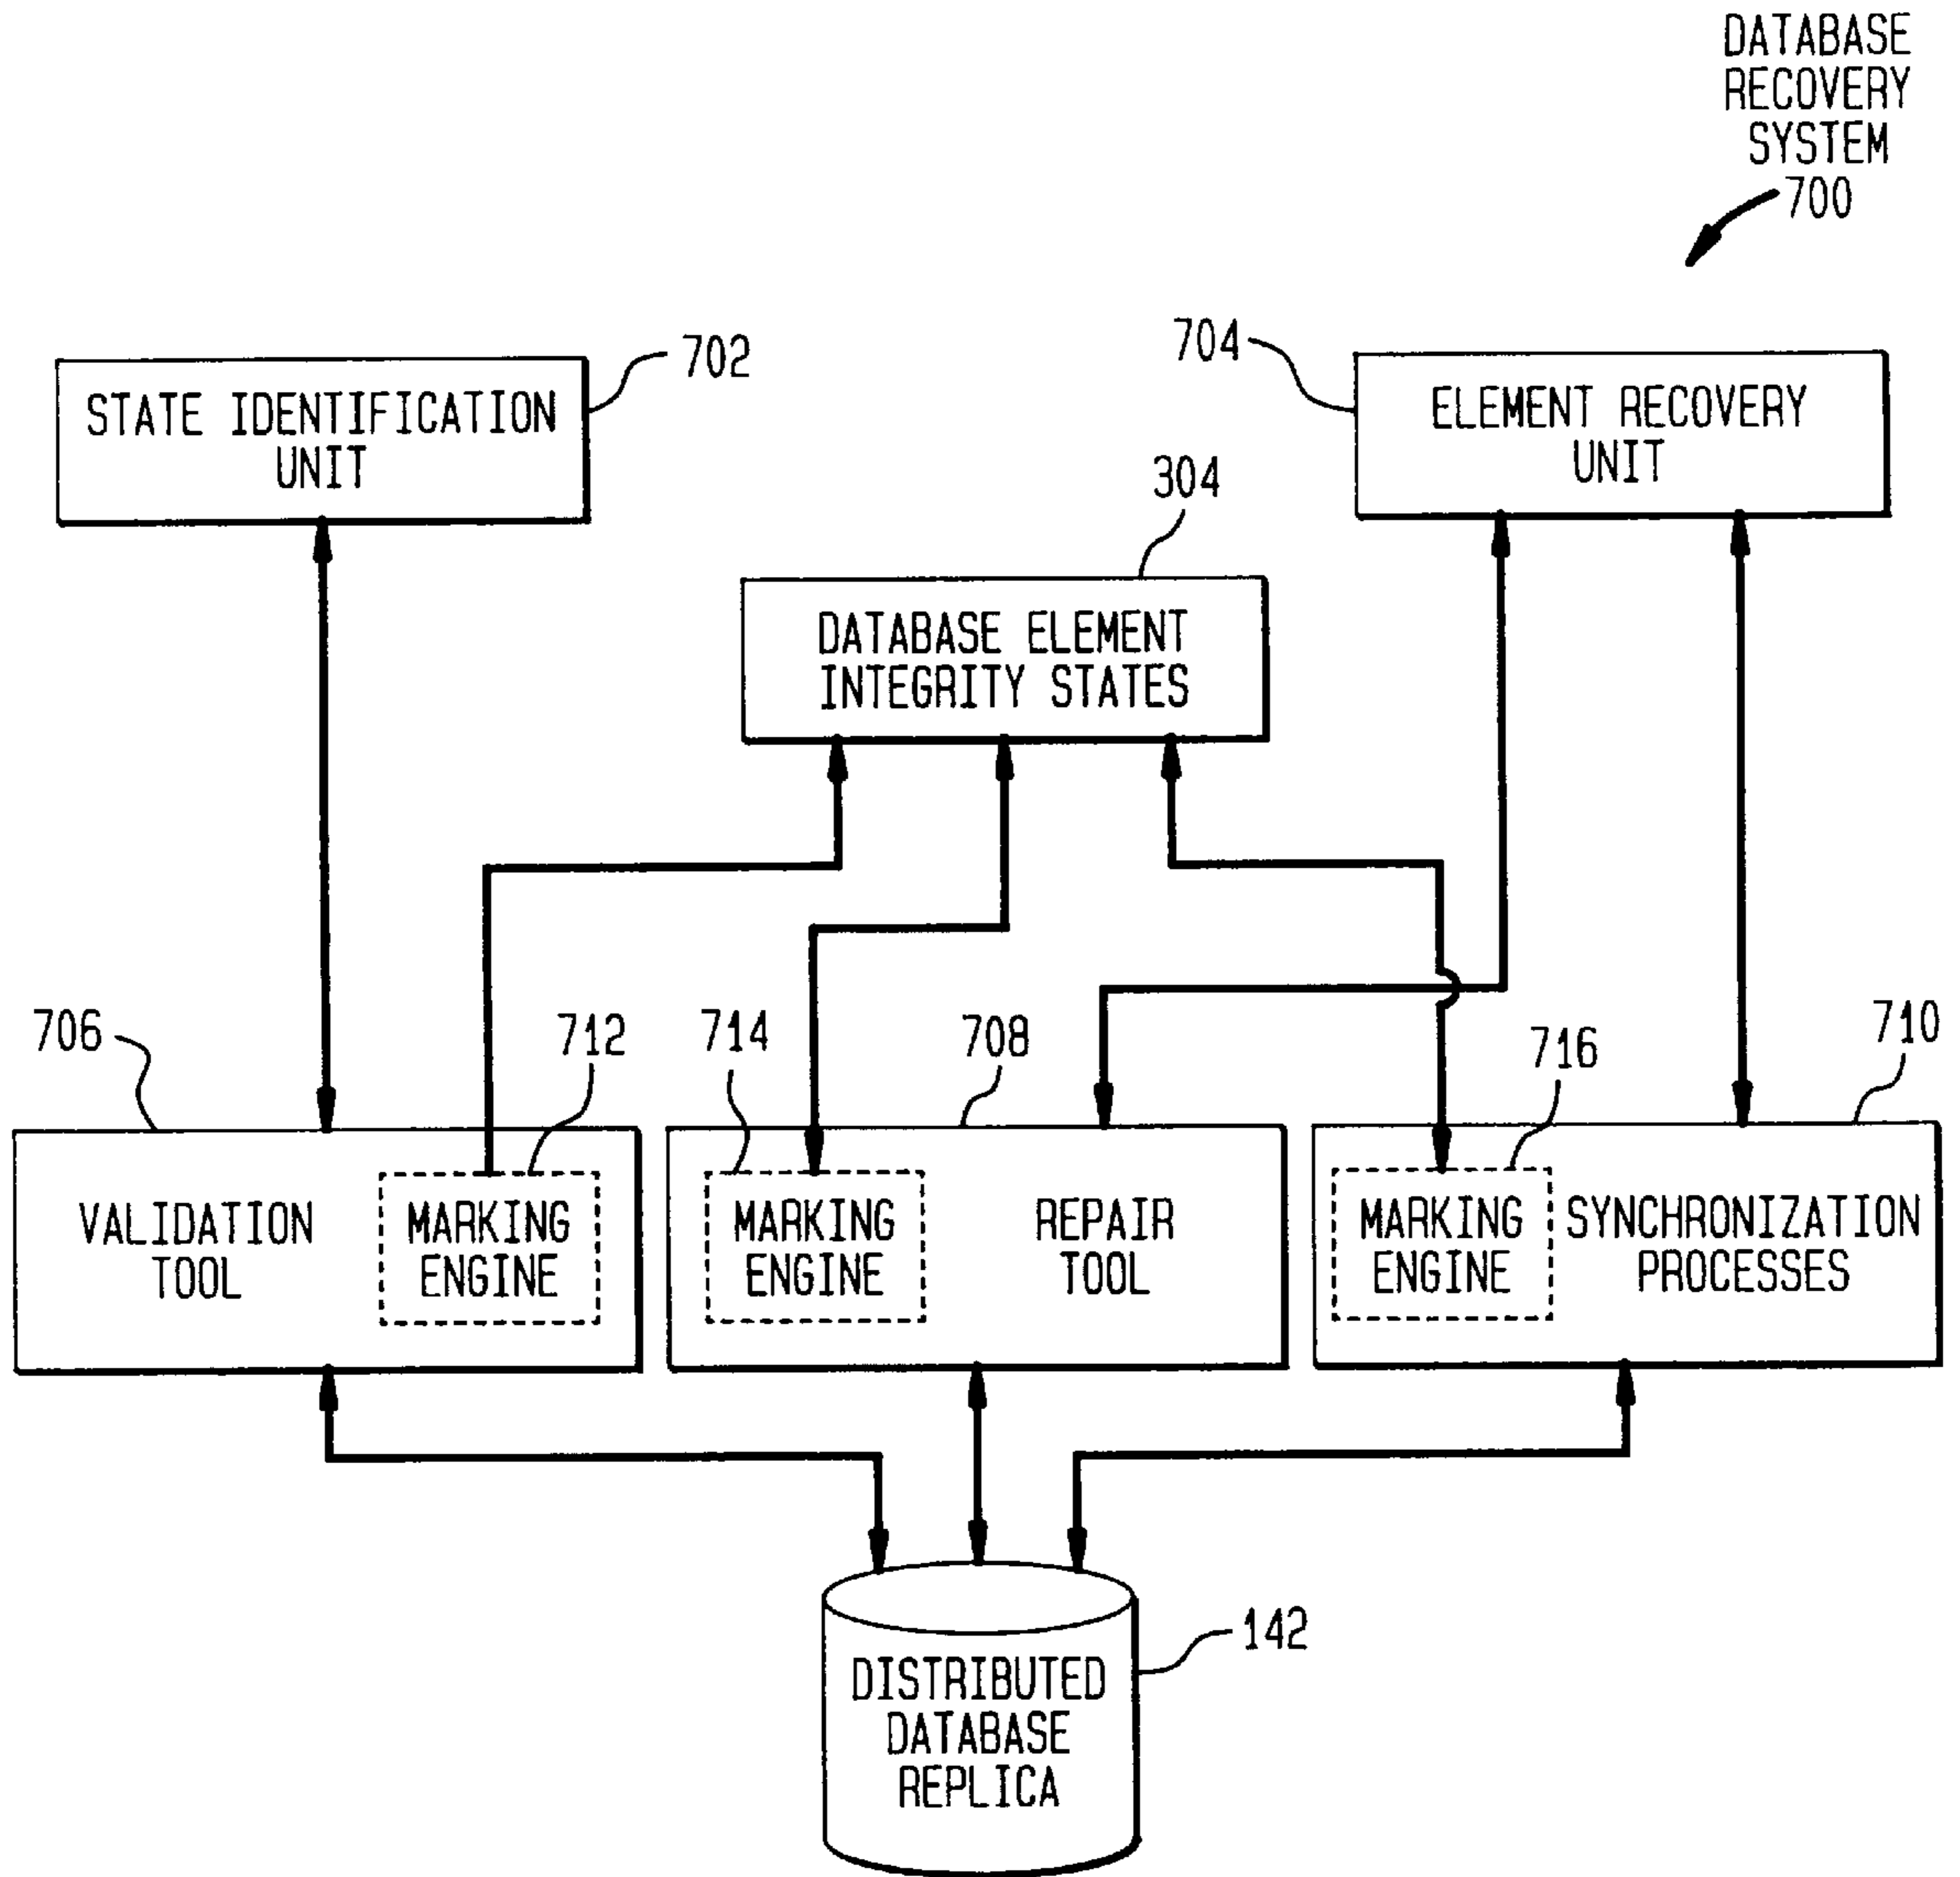 DATABASE
RECOVERY
SYSTEM
700
702
STATE IDENTIFICATION
UNIT
704
ELEMENT RECOVERY
UNIT
304
DATABASE ELEMENT
INTEGRITY STATES
706
712
714
708
716
710
VALIDATION
TOOL
MARKING
ENGINE
MARKING
ENGINE
REPAIR
TOOL
MARKING
ENGINE
SYNCHRONIZATION
PROCESSES
142
DISTRIBUTED
DATABASE
REPLICA